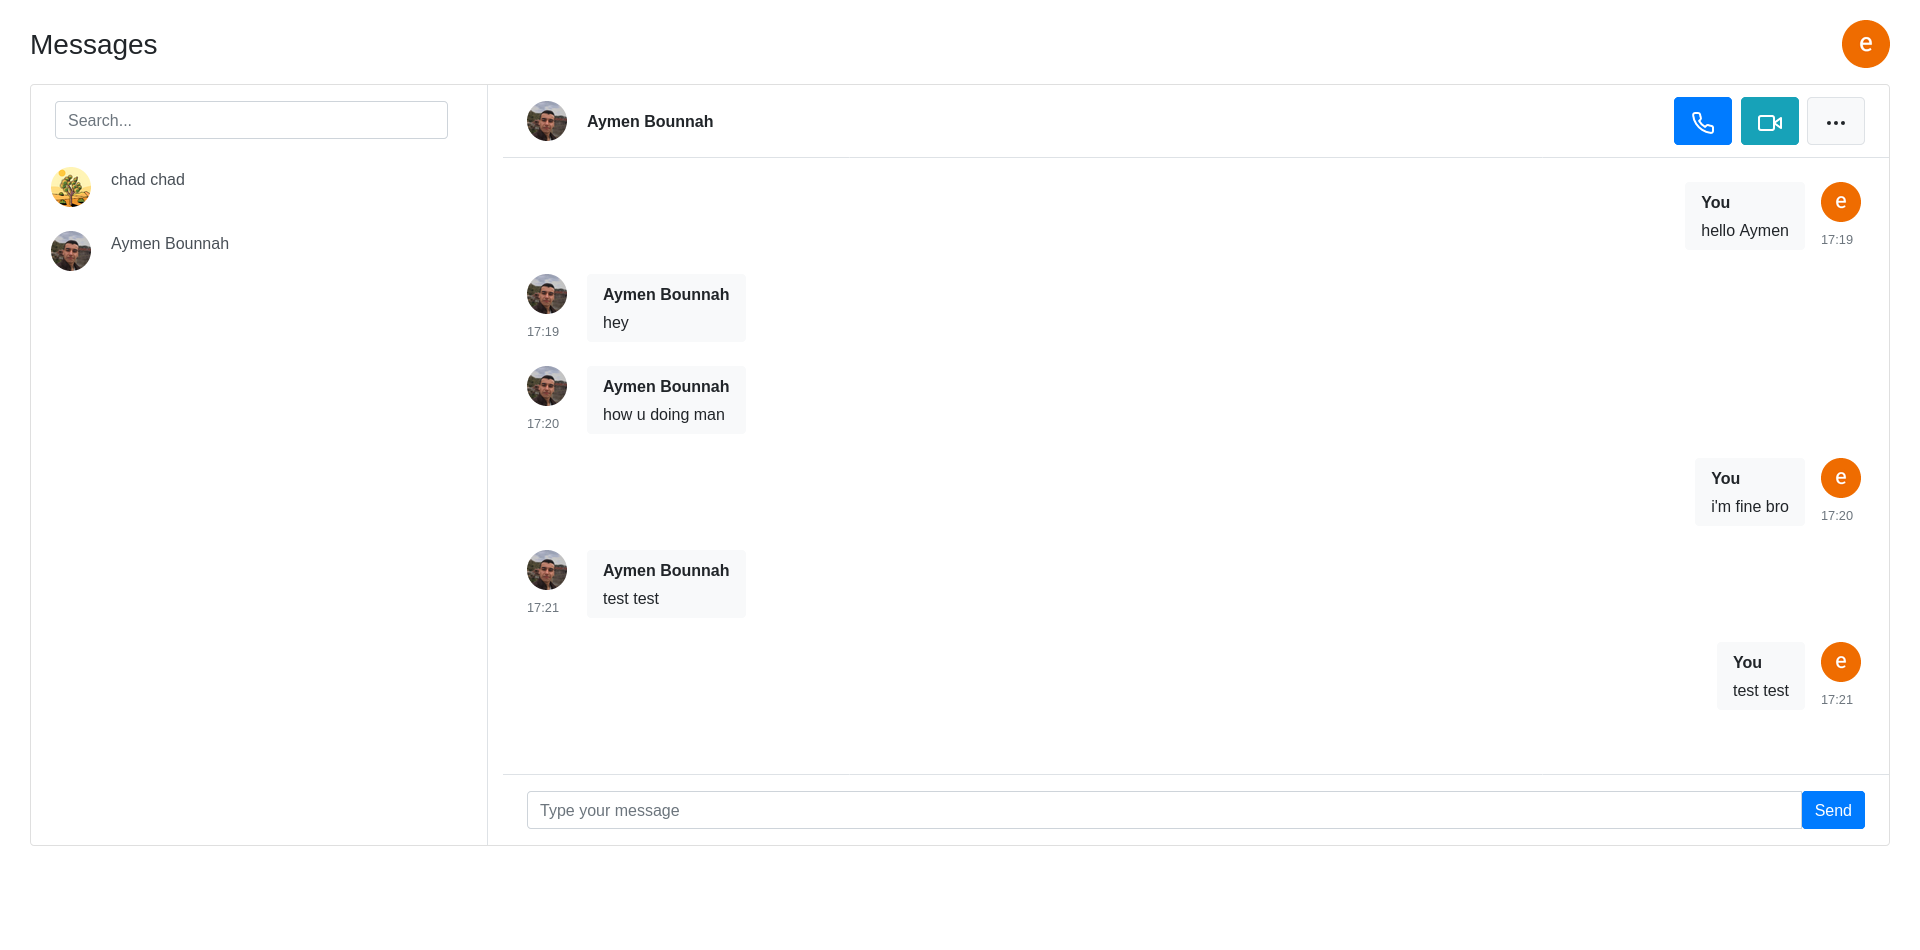 Messages
e
Search...
chad chad
Aymen Bounnah
Aymen Bounnah
You
hello Aymen
e
17:19
Aymen Bounnah
hey
17:19
Aymen Bounnah
how u doing man
17:20
You
i'm fine bro
e
17:20
Aymen Bounnah
test test
17:21
You
test test
e
17:21
Type your message
Send